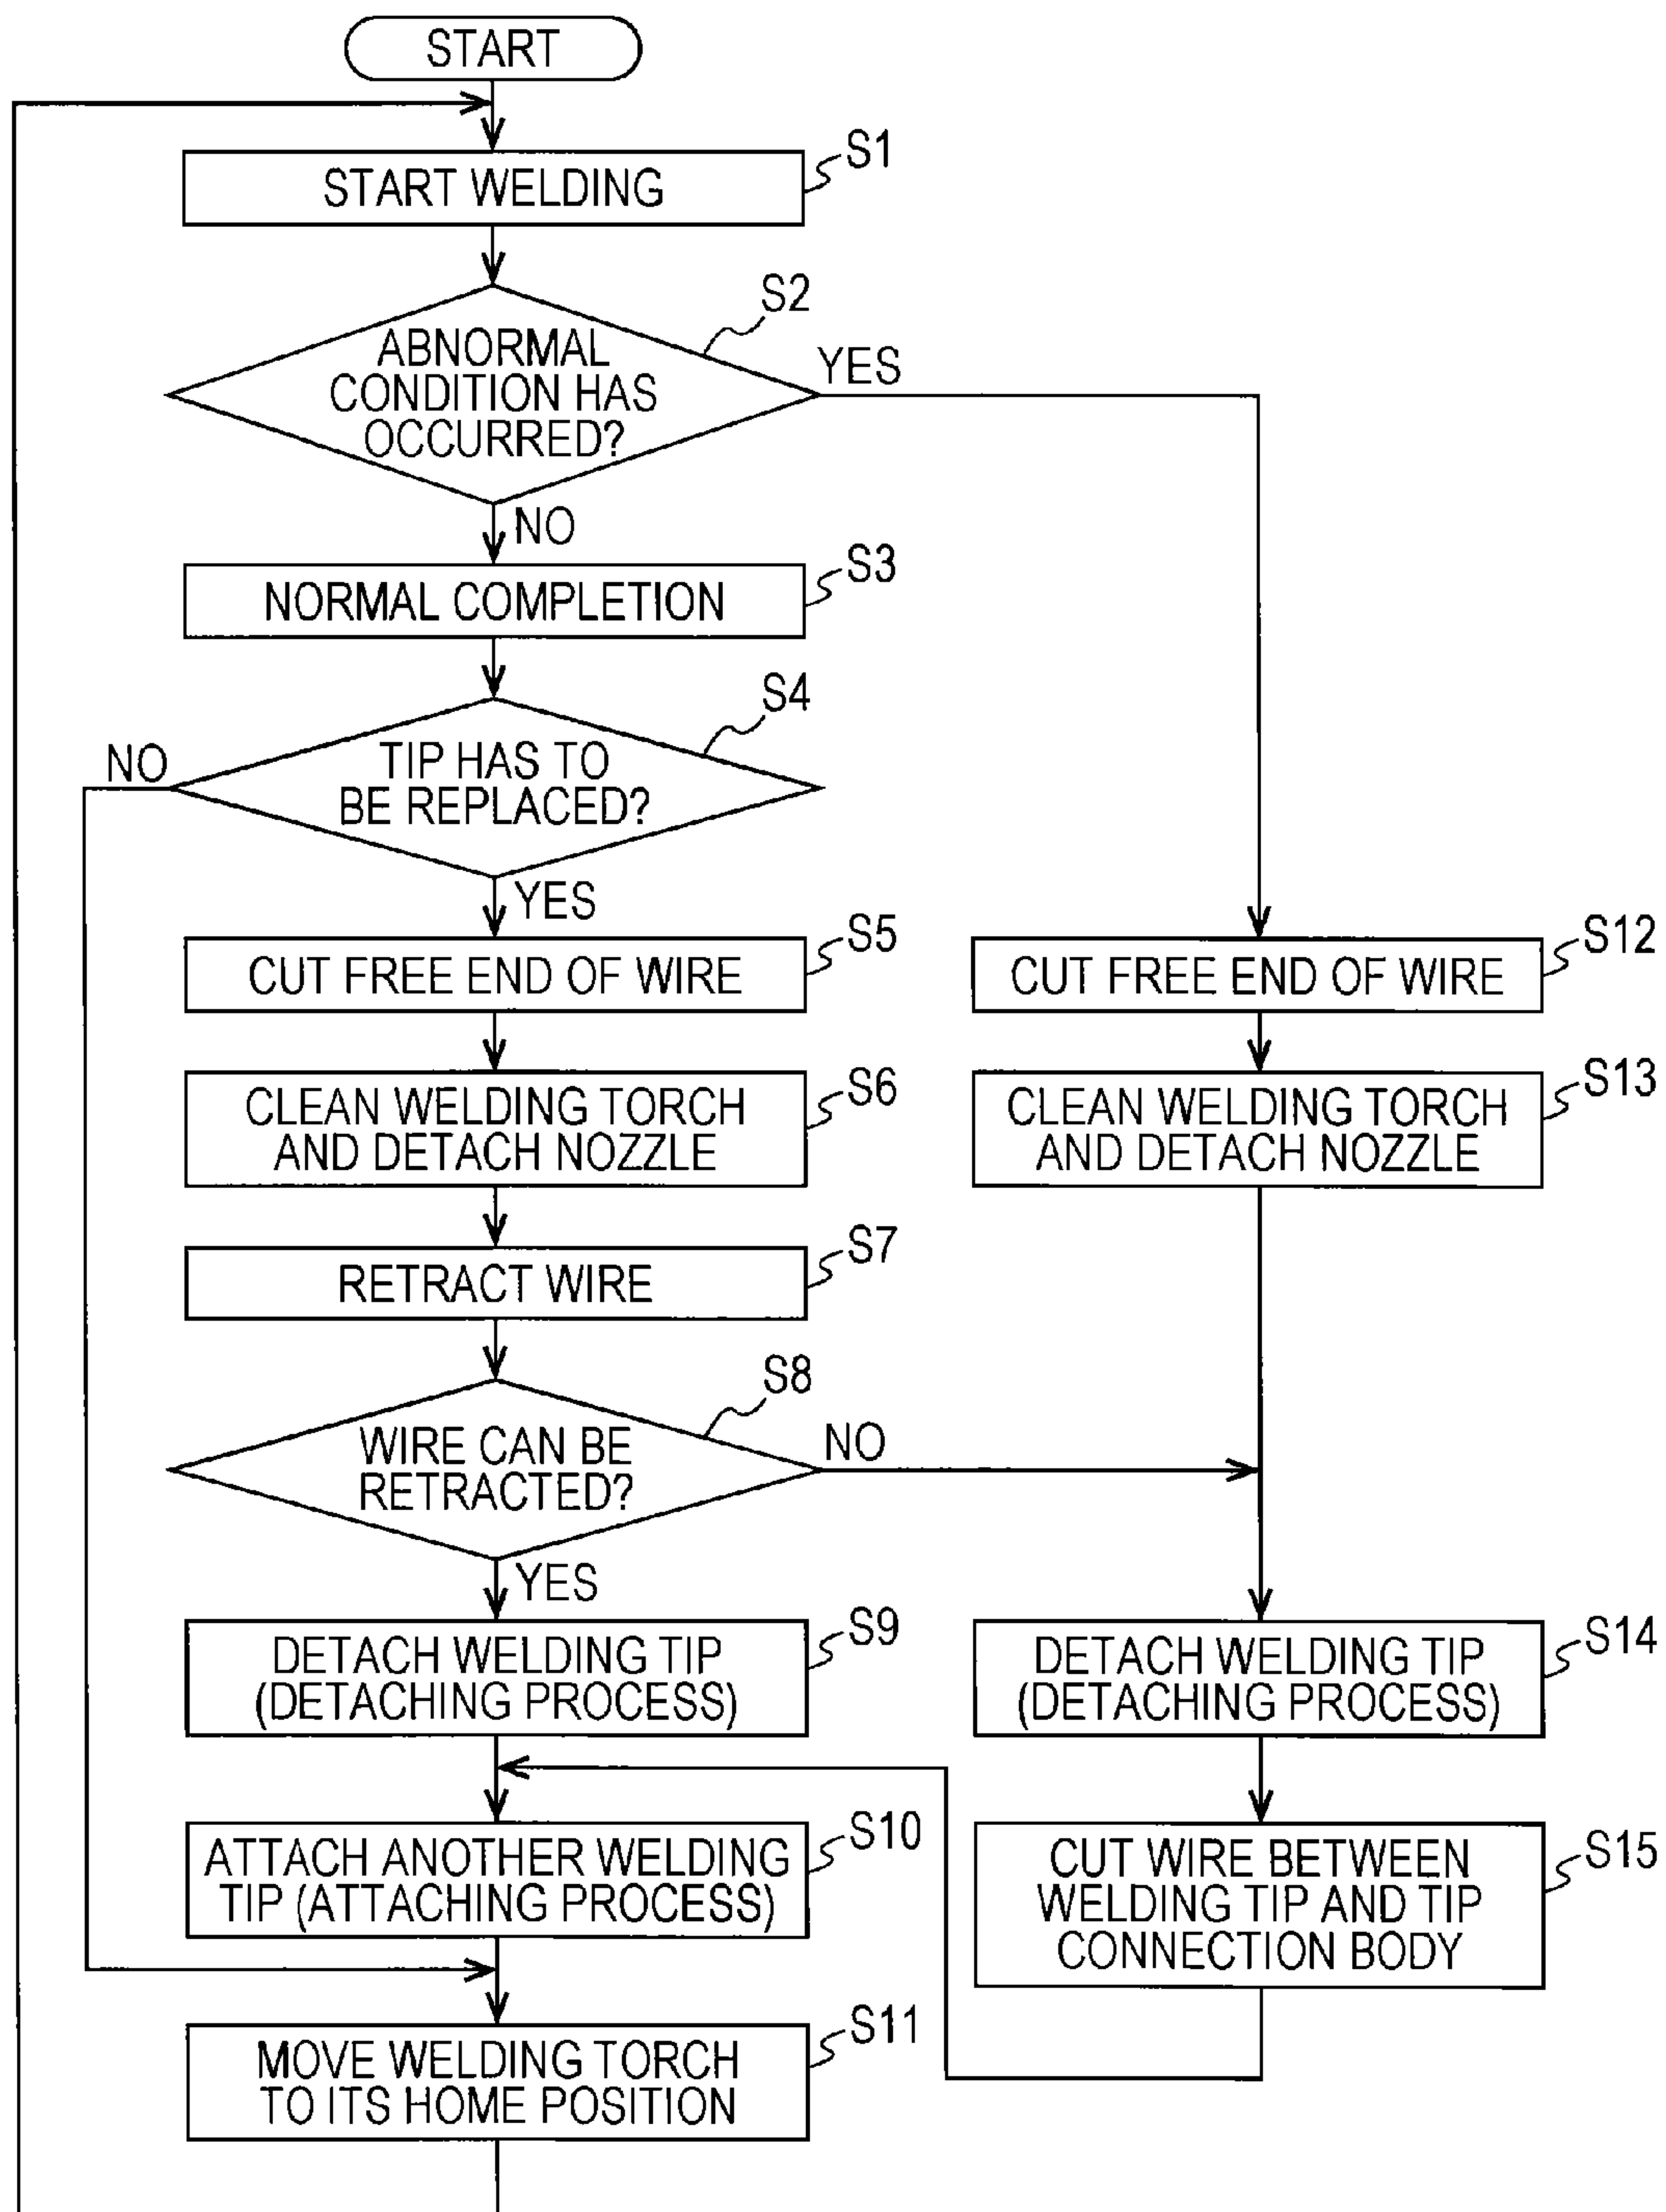 START
S1
START WELDING
S2
ABNORMAL
CONDITION HAS
OCCURRED?
YES
NO
S3
NORMAL COMPLETION
S4
NO
TIP HAS TO
BE REPLACED?
YES
S5
CUT FREE END OF WIRE
S12
CUT FREE END OF WIRE
S6
CLEAN WELDING TORCH
AND DETACH NOZZLE
S13
CLEAN WELDING TORCH
AND DETACH NOZZLE
S7
RETRACT WIRE
S8
WIRE CAN BE
RETRACTED?
NO
YES
S9
DETACH WELDING TIP
(DETACHING PROCESS)
S14
DETACH WELDING TIP
(DETACHING PROCESS)
S10
ATTACH ANOTHER WELDING
TIP (ATTACHING PROCESS)
S15
CUT WIRE BETWEEN
WELDING TIP AND TIP
CONNECTION BODY
S11
MOVE WELDING TORCH
TO ITS HOME POSITION